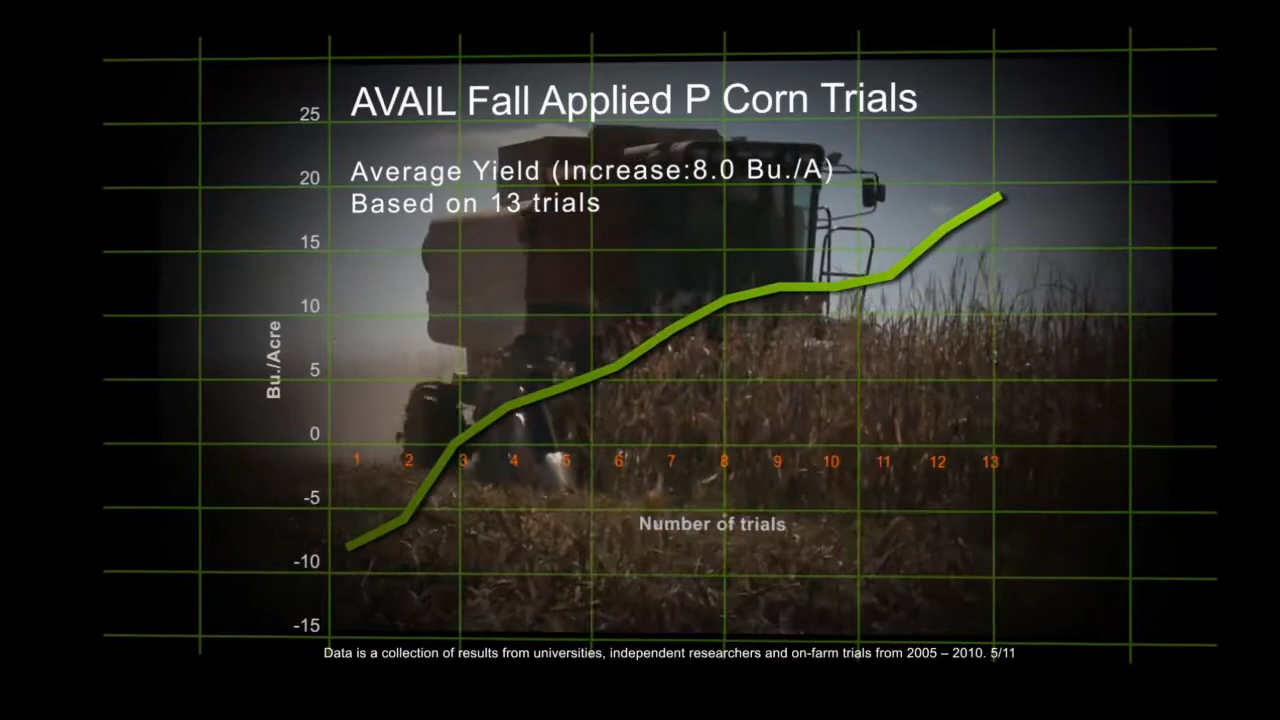 AVAIL Fall Applied P Corn Trials
25
Average Yield (Increase:8.0 Bu./A)
20
Based on 13 trials
15
10
Bu./Acre
5
0
1 2 3 4 5 6 7 8 9 10 11 12 13
-5
Number of trials
-10
-15
Data is a collection of results from universities, independent researchers and on-farm trials from 2005 – 2010. 5/11